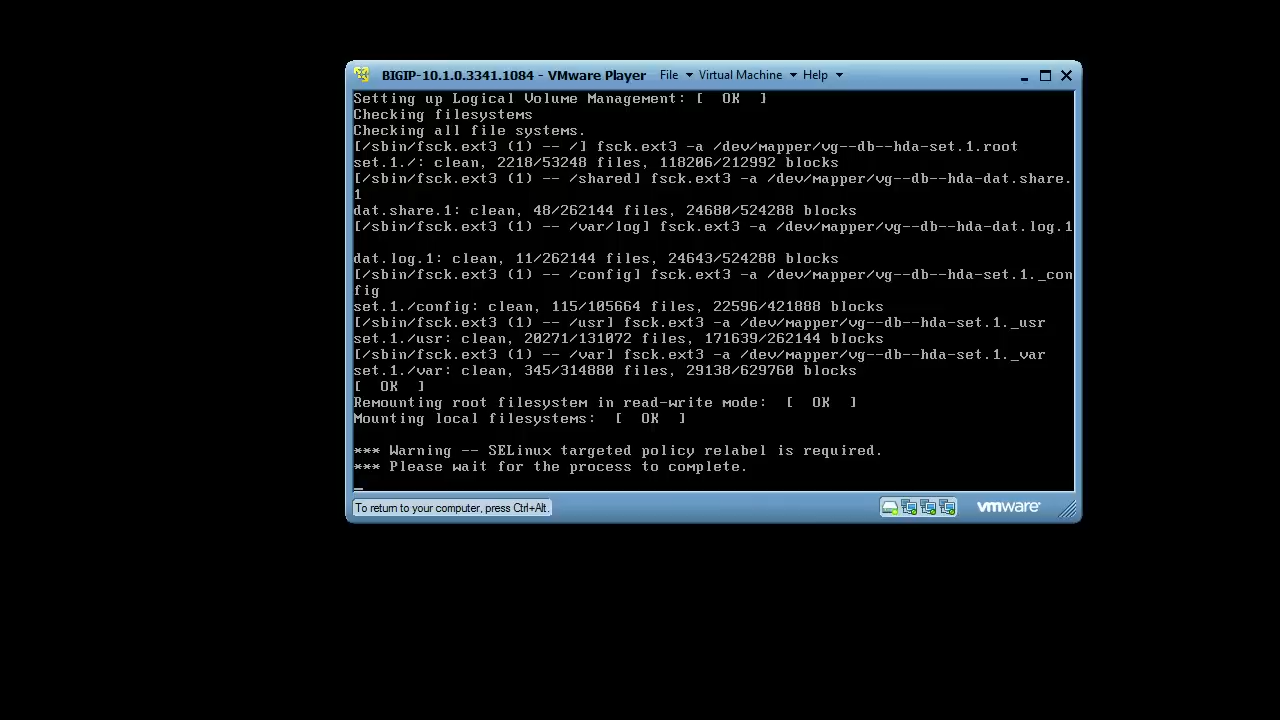 BIGIP-10.1.0.3341.1084 - VMware Player File Virtual Machine Help
Setting up Logical Volume Management: [  OK  ]
Checking filesystems
Checking all file systems.
[/sbin/fsck.ext3 (1) -- /] fsck.ext3 -a /dev/mapper/vg--db--hda-set.1.root
set.1./: clean, 2218/53248 files, 118206/212992 blocks
[/sbin/fsck.ext3 (1) -- /shared] fsck.ext3 -a /dev/mapper/vg--db--hda-dat.share.
1
dat.share.1: clean, 48/262144 files, 24680/524288 blocks
[/sbin/fsck.ext3 (1) -- /var/log] fsck.ext3 -a /dev/mapper/vg--db--hda-dat.log.1
dat.log.1: clean, 11/262144 files, 24643/524288 blocks
[/sbin/fsck.ext3 (1) -- /config] fsck.ext3 -a /dev/mapper/vg--db--hda-set.1._con
fig
set.1./config: clean, 115/105664 files, 22596/421888 blocks
[/sbin/fsck.ext3 (1) -- /usr] fsck.ext3 -a /dev/mapper/vg--db--hda-set.1._usr
set.1./usr: clean, 20271/131072 files, 171639/262144 blocks
[/sbin/fsck.ext3 (1) -- /var] fsck.ext3 -a /dev/mapper/vg--db--hda-set.1._var
set.1./var: clean, 345/314880 files, 29138/629760 blocks
[  OK  ]
Remounting root filesystem in read-write mode:  [  OK  ]
Mounting local filesystems:  [  OK  ]
*** Warning -- SELinux targeted policy relabel is required.
*** Please wait for the process to complete.
_
To return to your computer, press Ctrl+Alt. vmware